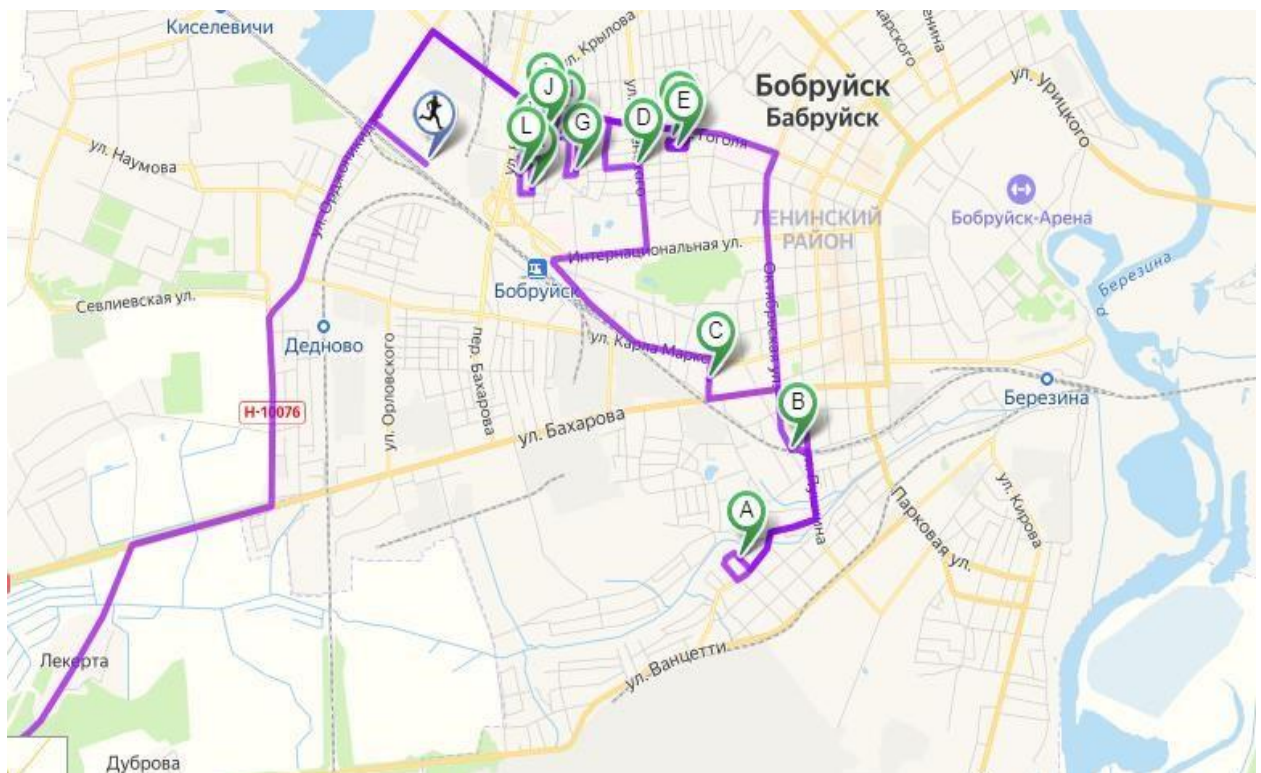 Киселевичи
ул. Крылова
ул. Урицкого
Бобруйск
Бабруйск
J
L
G
D
E
Гоголя
ул. Наумова
ул. Орджоникидзе
Бобруйск-Арена
ЛЕНИНСКИЙ
РАЙОН
Интернациональная ул.
Бобруйск
р. Березина
Севлиевская ул.
Дедново
Октябрьская ул.
C
ул. Карла Маркс
пер. Бахарова
ул. Орловского
Березина
H-10076
B
ул. Бахарова
A
Парковая ул.
ул. Кирова
ул. Ванцетти
Лекерта
Дуброва